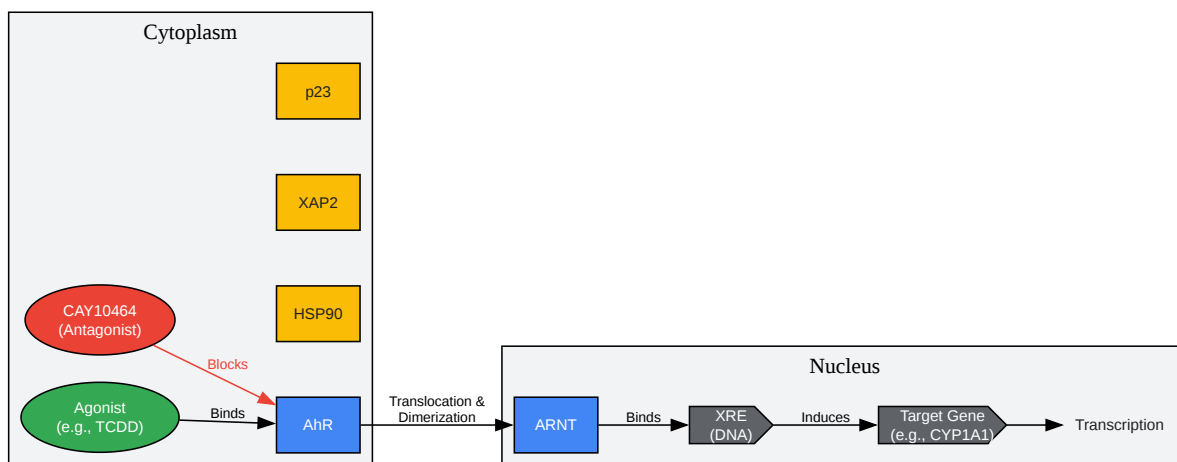 Cytoplasm
p23
XAP2
HSP90
CAY10464
(Antagonist)
Blocks
Agonist
(e.g., TCDD)
Binds
AhR
Translocation &
Dimerization
Nucleus
ARNT
Binds
XRE
(DNA)
Induces
Target Gene
(e.g., CYP1A1)
Transcription